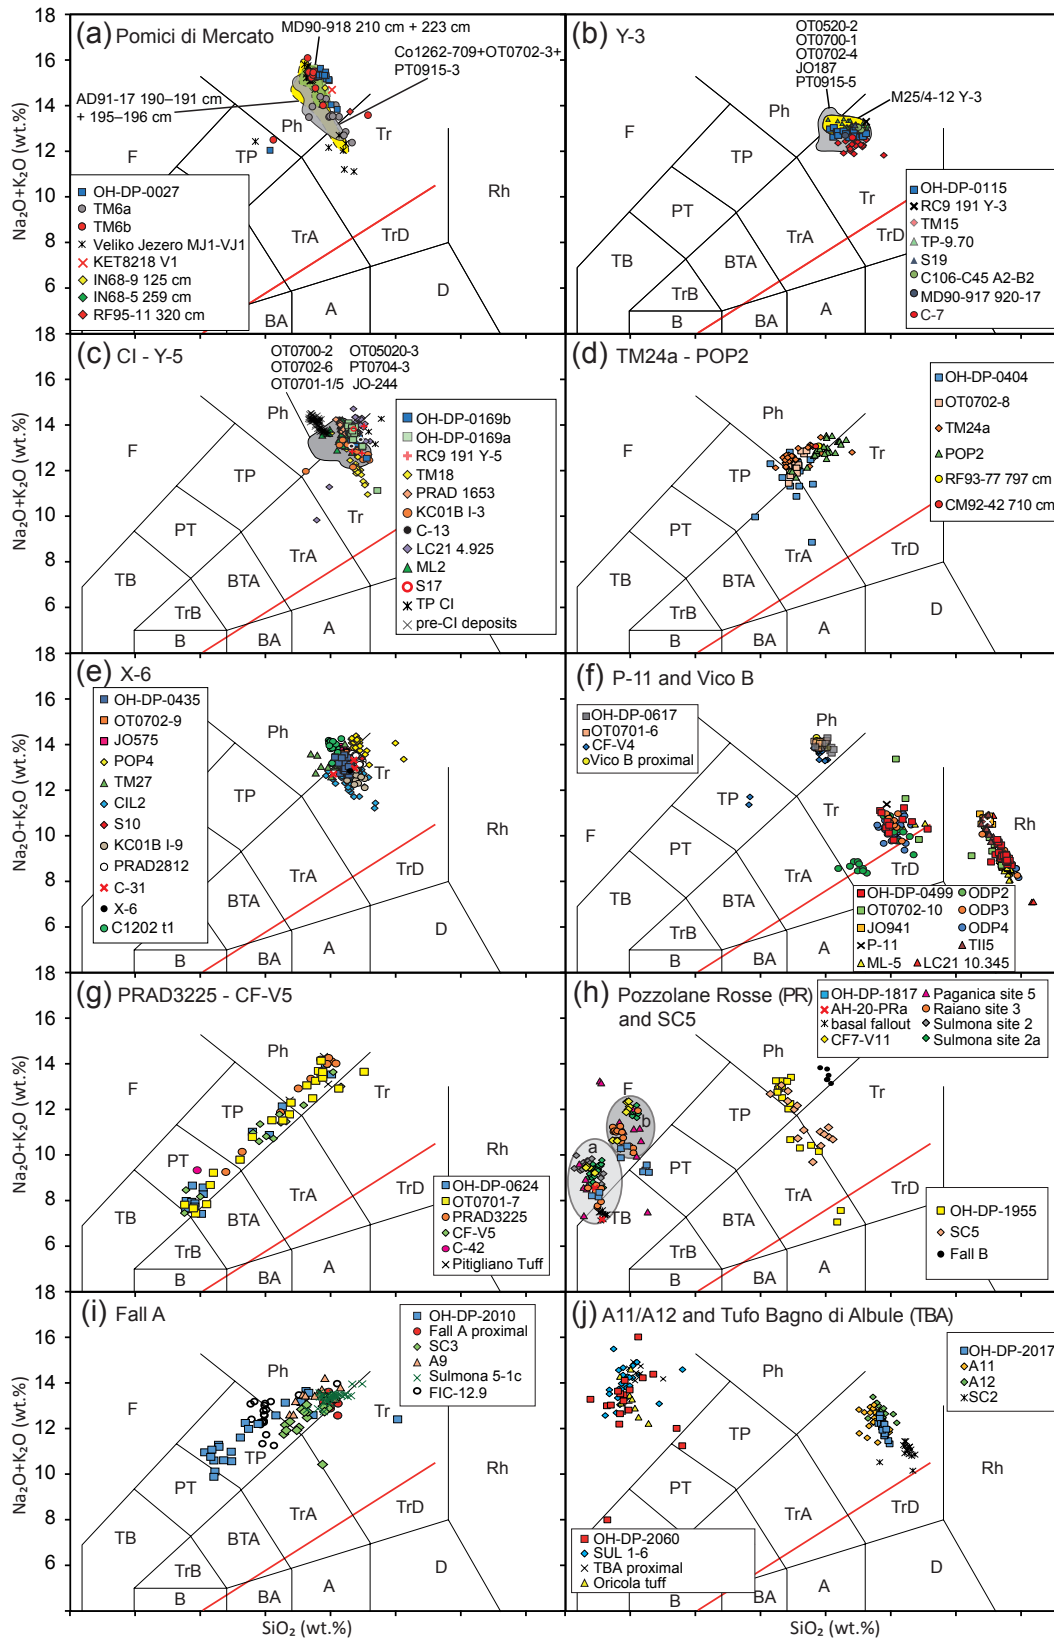 (a) Pomici di Mercato
MD90-918 210 cm + 223 cm
Co1262-709+OT0702-3+
PT0915-3
AD91-17 190–191 cm
+ 195–196 cm
Ph
Tr
F
TP
Rh
TrA
TrD
D
BA
A
OH-DP-0027
TM6a
TM6b
Veliko Jezero MJ1-VJ1
KET8218 V1
IN68-9 125 cm
IN68-5 259 cm
RF95-11 320 cm
Na₂O+K₂O (wt.%)
18
16
14
12
10
8
6
(b) Y-3
OT0520-2
OT0700-1
OT0702-4
JO187
PT0915-5
M25/4-12 Y-3
Ph
F
TP
PT
Tr
TB
BTA
TrA
TrD
TrB
B
BA
A
D
OH-DP-0115
RC9 191 Y-3
TM15
TP-9.70
S19
C106-C45 A2-B2
MD90-917 920-17
C-7
(c) CI - Y-5
OT0700-2 OT05020-3
OT0702-6 PT0704-3
OT0701-1/5 JO-244
Ph
F
TP
PT
Tr
TB
BTA
TrA
TrB
B
BA
A
OH-DP-0169b
OH-DP-0169a
RC9 191 Y-5
TM18
PRAD 1653
KC01B I-3
C-13
LC21 4.925
ML2
S17
TP CI
pre-CI deposits
Na₂O+K₂O (wt.%)
18
16
14
12
10
8
6
(d) TM24a - POP2
Ph
F
TP
PT
Tr
TB
BTA
TrA
TrD
TrB
B
BA
A
D
OH-DP-0404
OT0702-8
TM24a
POP2
RF93-77 797 cm
CM92-42 710 cm
(e) X-6
Ph
Tr
TP
Rh
TrA
TrD
D
B
BA
A
OH-DP-0435
OT0702-9
JO575
POP4
TM27
CIL2
S10
KC01B I-9
PRAD2812
C-31
X-6
C1202 t1
Na₂O+K₂O (wt.%)
18
16
14
12
10
8
6
(f) P-11 and Vico B
OH-DP-0617
OT0701-6
CF-V4
Vico B proximal
Ph
F
TP
PT
Tr
Rh
TB
BTA
TrA
TrD
TrB
B
BA
A
OH-DP-0499
OT0702-10
JO941
P-11
ML-5
ODP2
ODP3
ODP4
TII5
LC21 10.345
(g) PRAD3225 - CF-V5
Ph
F
TP
PT
Tr
TB
BTA
TrA
TrD
TrB
B
BA
A
OH-DP-0624
OT0701-7
PRAD3225
CF-V5
C-42
Pitigliano Tuff
Na₂O+K₂O (wt.%)
18
16
14
12
10
8
6
(h) Pozzolane Rosse (PR)
and SC5
OH-DP-1817
AH-20-PRa
basal fallout
CF7-V11
Paganica site 5
Raiano site 3
Sulmona site 2
Sulmona site 2a
Ph
F
b
a
TP
PT
Tr
TB
BTA
TrA
TrD
TrB
B
BA
A
OH-DP-1955
SC5
Fall B
(i) Fall A
Ph
F
TP
PT
Tr
Rh
TB
BTA
TrA
TrD
TrB
B
BA
A
D
OH-DP-2010
Fall A proximal
SC3
A9
Sulmona 5-1c
FIC-12.9
Na₂O+K₂O (wt.%)
18
16
14
12
10
8
6
SiO₂ (wt.%)
(j) A11/A12 and Tufo Bagno di Albule (TBA)
Ph
TP
PT
Tr
Rh
TB
BTA
TrA
TrD
TrB
B
BA
A
D
OH-DP-2017
A11
A12
SC2
OH-DP-2060
SUL 1-6
TBA proximal
Oricola tuff
SiO₂ (wt.%)